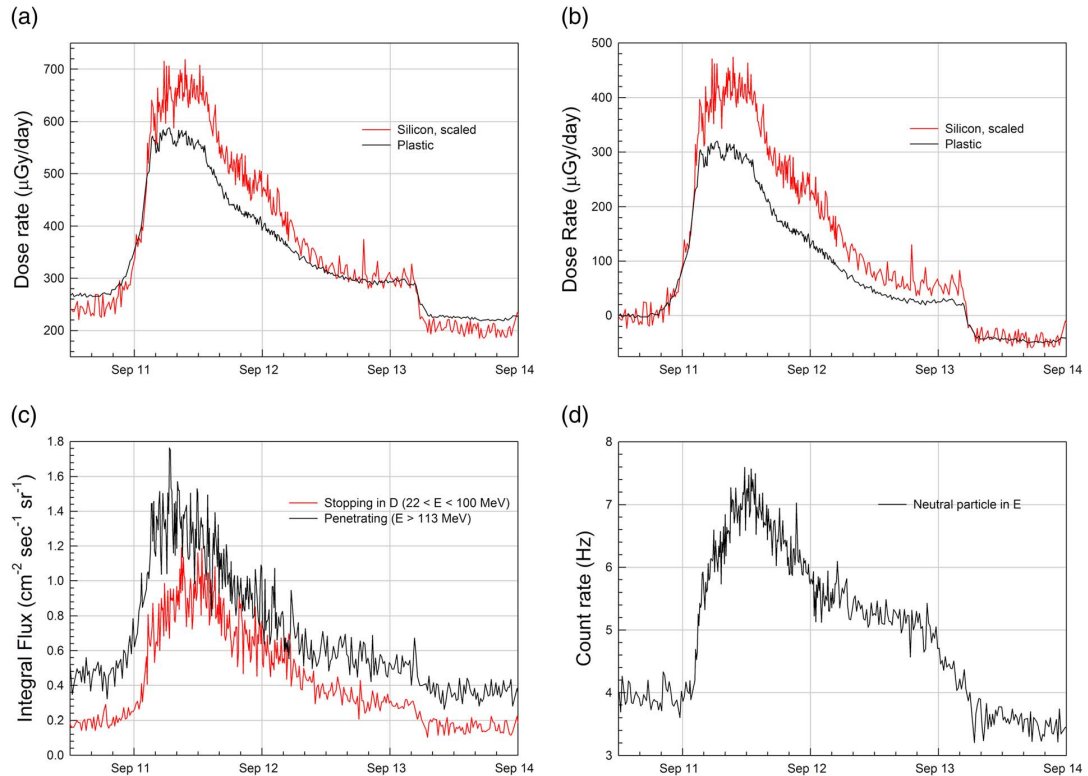 (a)
Dose rate (μGy/day)
700
600
500
400
300
200
Silicon, scaled
Plastic
Sep 11
Sep 12
Sep 13
Sep 14
(b)
Dose Rate (μGy/day)
500
400
300
200
100
0
Silicon, scaled
Plastic
Sep 11
Sep 12
Sep 13
Sep 14
(c)
Integral Flux (cm-2 sec-1 sr-1)
1.8
1.6
1.4
1.2
1.0
0.8
0.6
0.4
0.2
0.0
Stopping in D (22 < E < 100 MeV)
Penetrating (E > 113 MeV)
Sep 11
Sep 12
Sep 13
Sep 14
(d)
Count rate (Hz)
8
7
6
5
4
3
Neutral particle in E
Sep 11
Sep 12
Sep 13
Sep 14